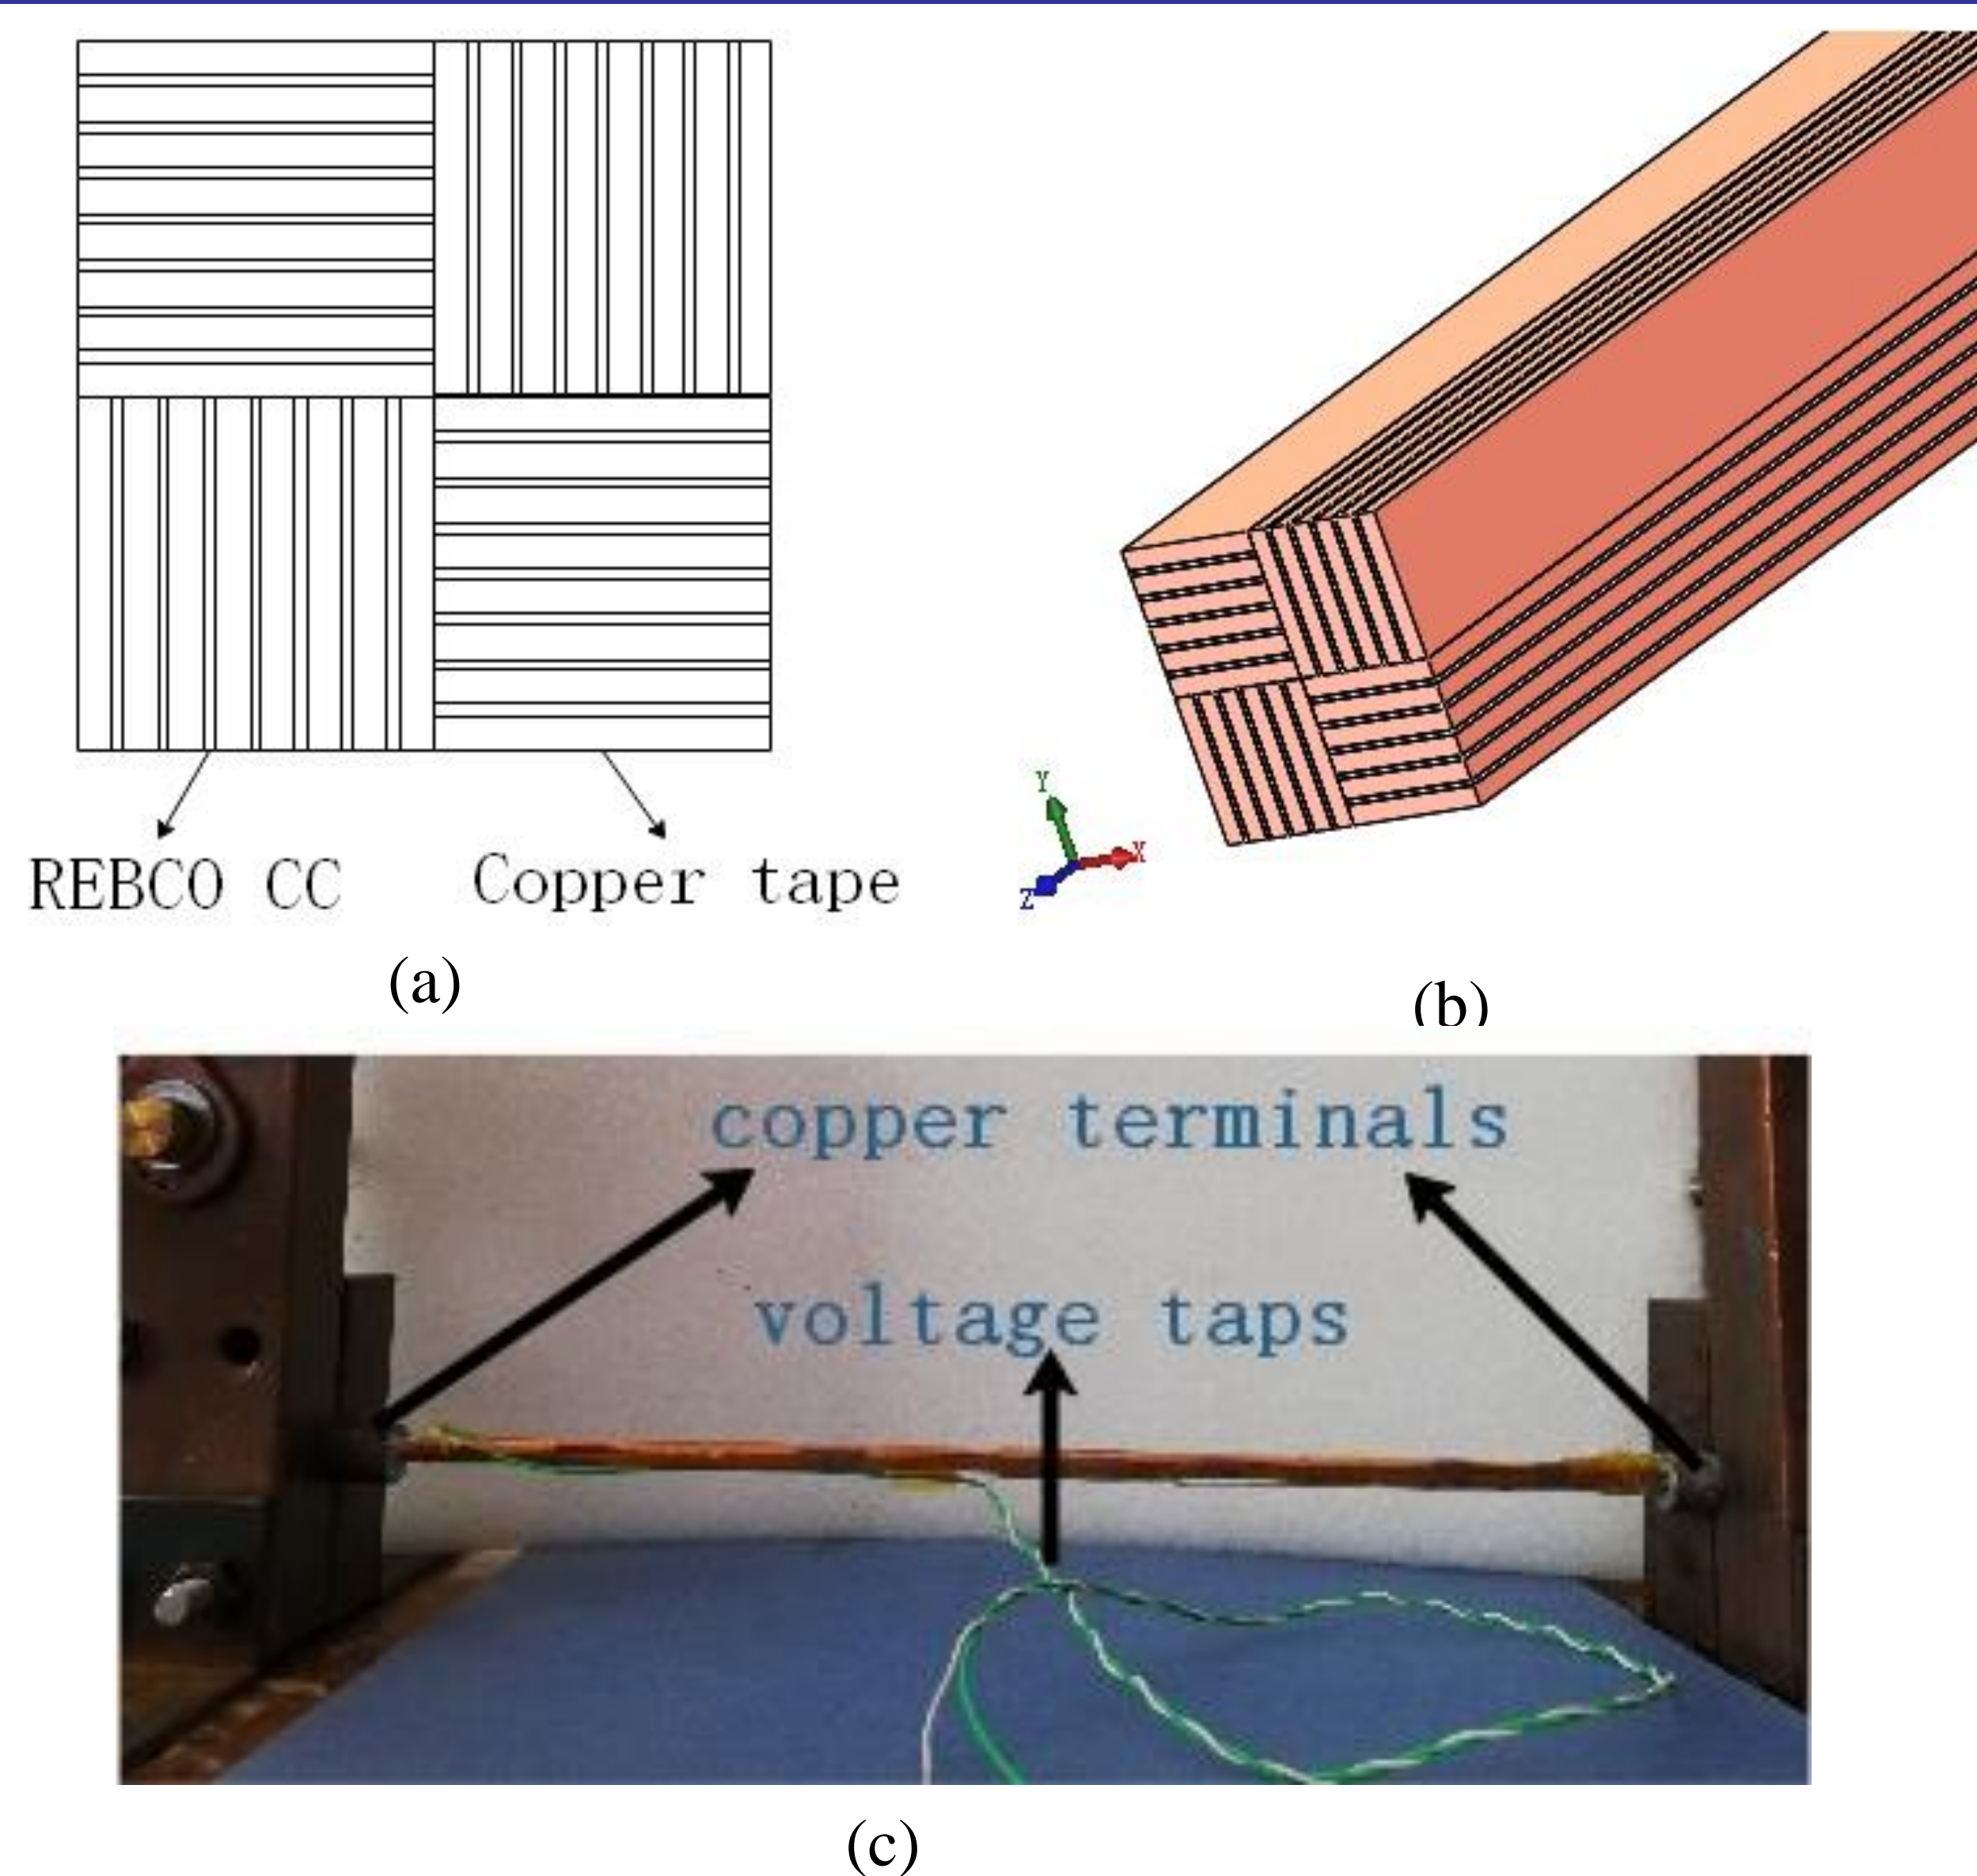 REBCO CC
Copper tape
(a)
Y
X
Z
(b)
copper terminals
voltage taps
(c)